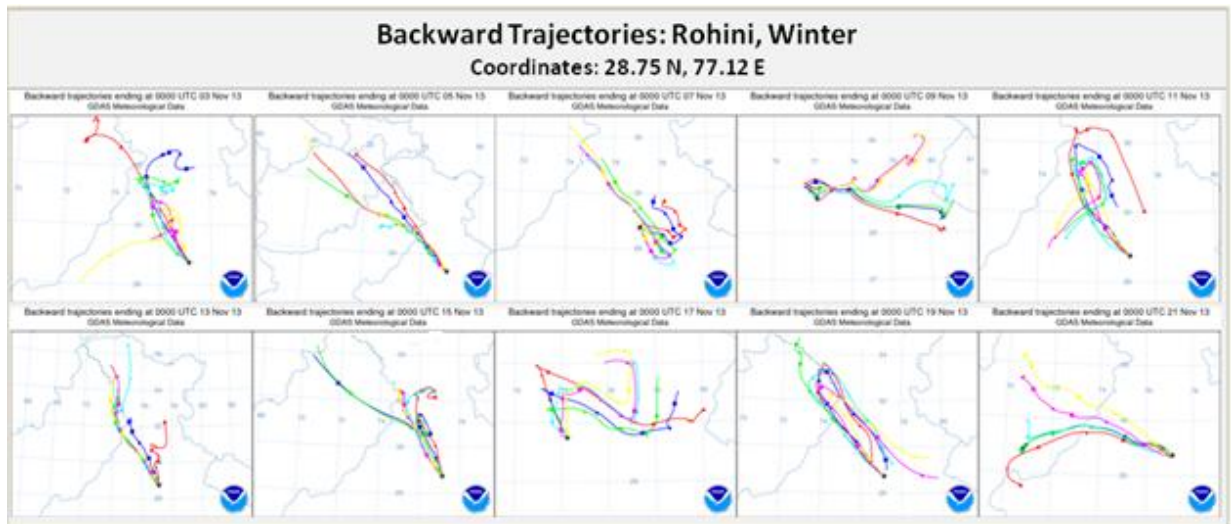 Backward Trajectories: Rohini, Winter
Coordinates: 28.75 N, 77.12 E
Backward trajectories ending at 0000 UTC 03 Nov 13
GDAS Meteorological Data
Backward trajectories ending at 0000 UTC 05 Nov 13
GDAS Meteorological Data
Backward trajectories ending at 0000 UTC 07 Nov 13
GDAS Meteorological Data
Backward trajectories ending at 0000 UTC 09 Nov 13
GDAS Meteorological Data
Backward trajectories ending at 0000 UTC 11 Nov 13
GDAS Meteorological Data
Backward trajectories ending at 0000 UTC 13 Nov 13
GDAS Meteorological Data
Backward trajectories ending at 0000 UTC 15 Nov 13
GDAS Meteorological Data
Backward trajectories ending at 0000 UTC 17 Nov 13
GDAS Meteorological Data
Backward trajectories ending at 0000 UTC 19 Nov 13
GDAS Meteorological Data
Backward trajectories ending at 0000 UTC 21 Nov 13
GDAS Meteorological Data